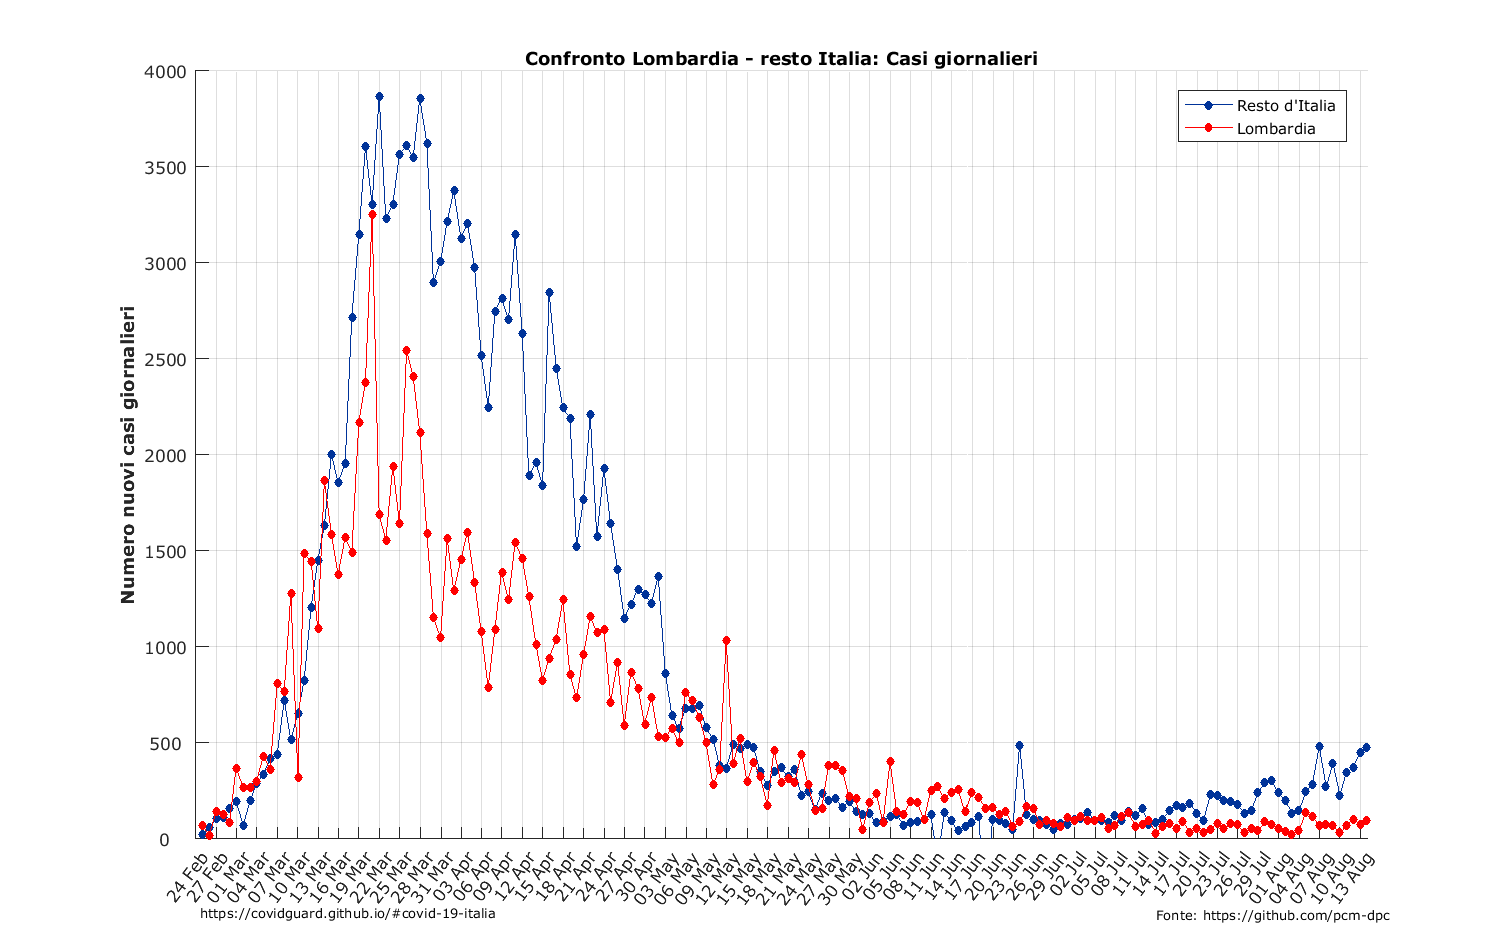 Confronto Lombardia - resto Italia: Casi giornalieri
Resto d'Italia
Lombardia
Numero nuovi casi giornalieri
4000
3500
3000
2500
2000
1500
1000
500
0
24 Feb
27 Feb
01 Mar
04 Mar
07 Mar
10 Mar
13 Mar
16 Mar
19 Mar
22 Mar
25 Mar
28 Mar
31 Mar
03 Apr
06 Apr
09 Apr
12 Apr
15 Apr
18 Apr
21 Apr
24 Apr
27 Apr
30 Apr
03 May
06 May
09 May
12 May
15 May
18 May
21 May
24 May
27 May
30 May
02 Jun
05 Jun
08 Jun
11 Jun
14 Jun
17 Jun
20 Jun
23 Jun
26 Jun
29 Jun
02 Jul
05 Jul
08 Jul
11 Jul
14 Jul
17 Jul
20 Jul
23 Jul
26 Jul
29 Jul
01 Aug
04 Aug
07 Aug
10 Aug
13 Aug
https://covidguard.github.io/#covid-19-italia
Fonte: https://github.com/pcm-dpc